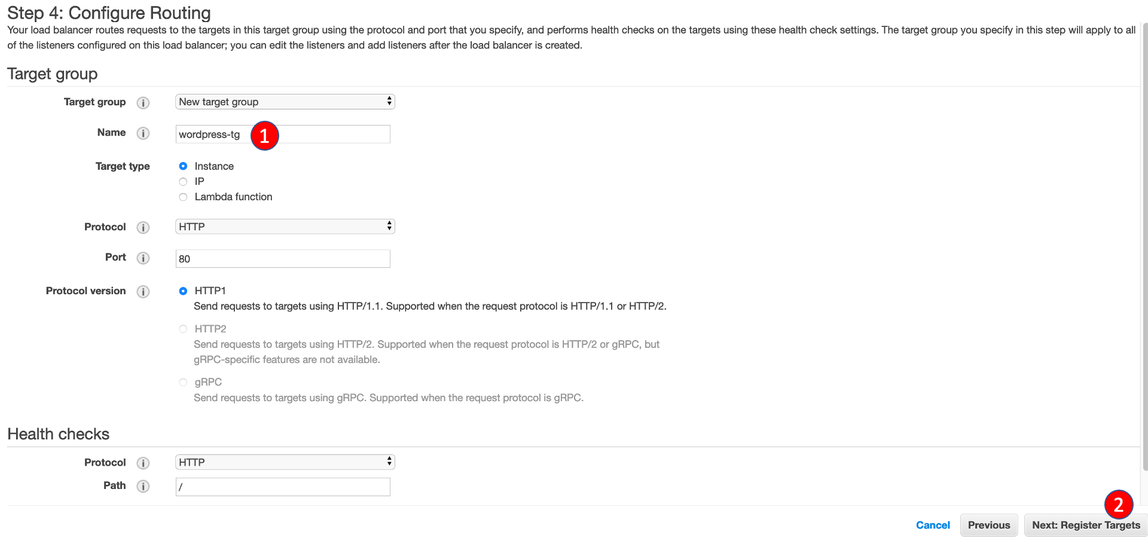 Step 4: Configure Routing
Your load balancer routes requests to the targets in this target group using the protocol and port that you specify, and performs health checks on the targets using these health check settings. The target group you specify in this step will apply to all
of the listeners configured on this load balancer; you can edit the listeners and add listeners after the load balancer is created.
Target group
Target group i New target group
Name i wordpress-tg 1
Target type Instance
IP
Lambda function
Protocol i HTTP
Port i 80
Protocol version i HTTP1
Send requests to targets using HTTP/1.1. Supported when the request protocol is HTTP/1.1 or HTTP/2.
HTTP2
Send requests to targets using HTTP/2. Supported when the request protocol is HTTP/2 or gRPC, but
gRPC-specific features are not available.
gRPC
Send requests to targets using gRPC. Supported when the request protocol is gRPC.
Health checks
Protocol i HTTP
Path i /
2
Cancel Previous Next: Register Targets